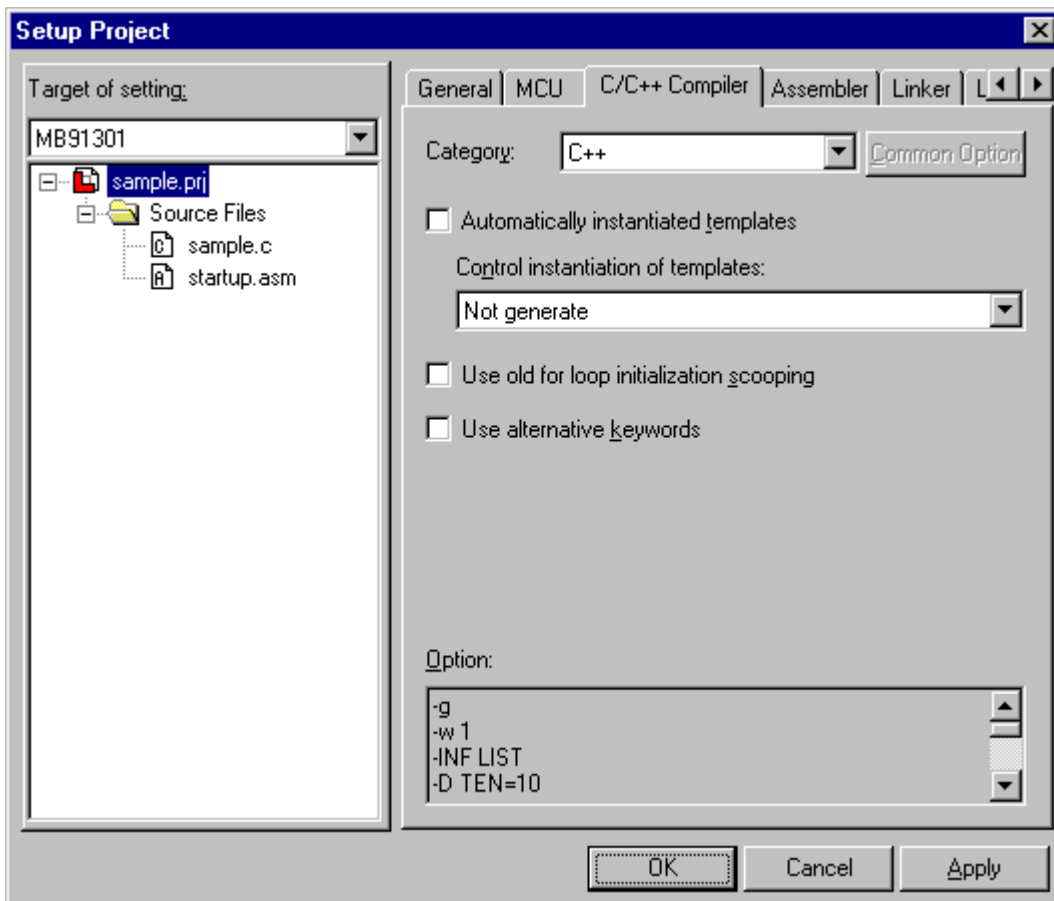 Setup Project
Target of setting:
MB91301
sample.prj
Source Files
sample.c
startup.asm
General
MCU
C/C++ Compiler
Assembler
Linker
L
Category:
C++
Common Option
Automatically instantiated templates
Control instantiation of templates:
Not generate
Use old for loop initialization scooping
Use alternative keywords
Option:
-g
-w 1
-INF LIST
-D TEN=10
OK
Cancel
Apply